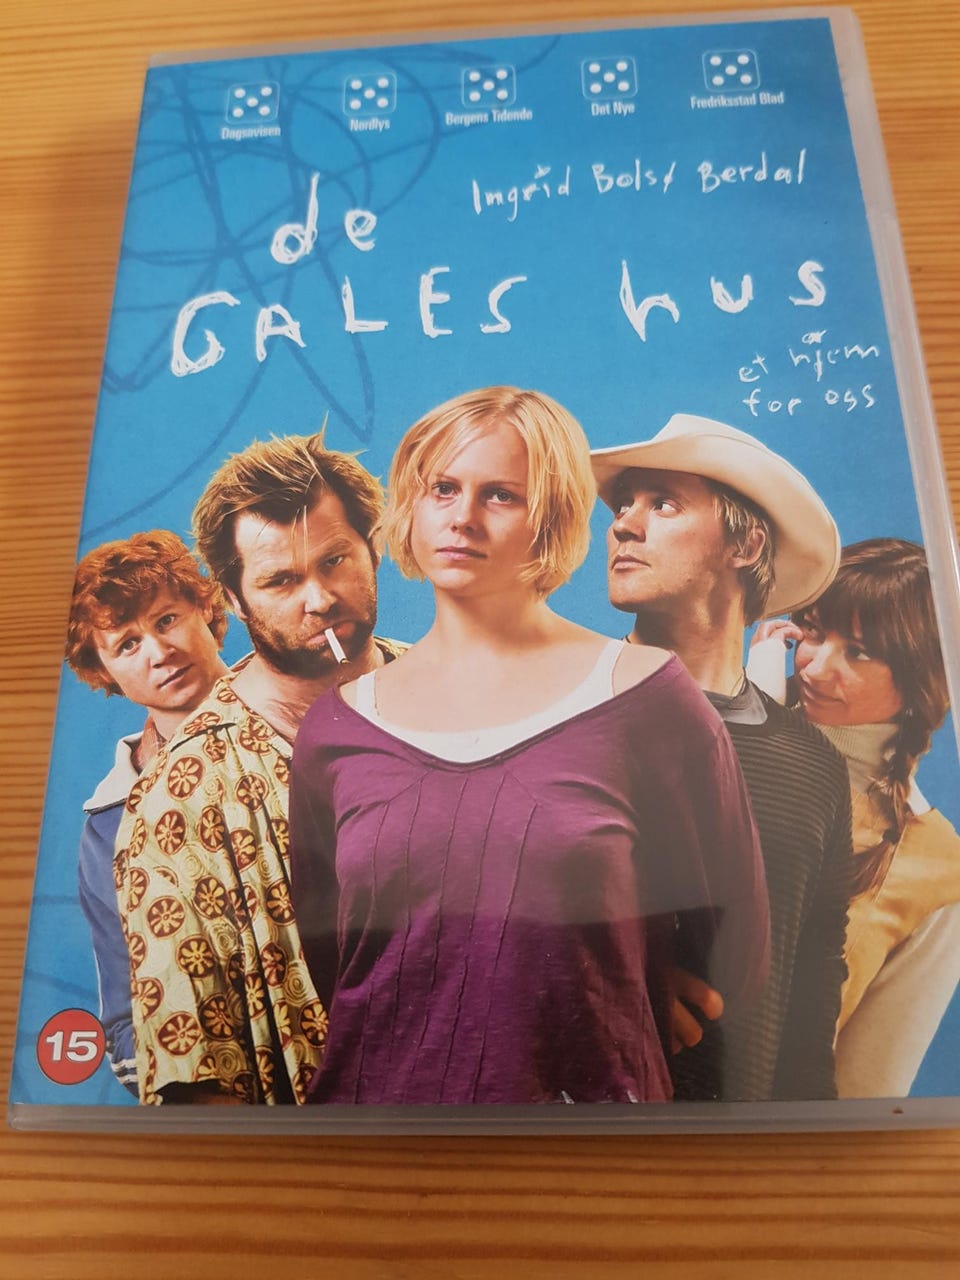 Dagsavisen
Nordlys
Bergens Tidende
Det Nye
Fredriksstad Blad
Ingrid Bolsø Berdal
de
GALES hus
er
et hjem
for oss
15